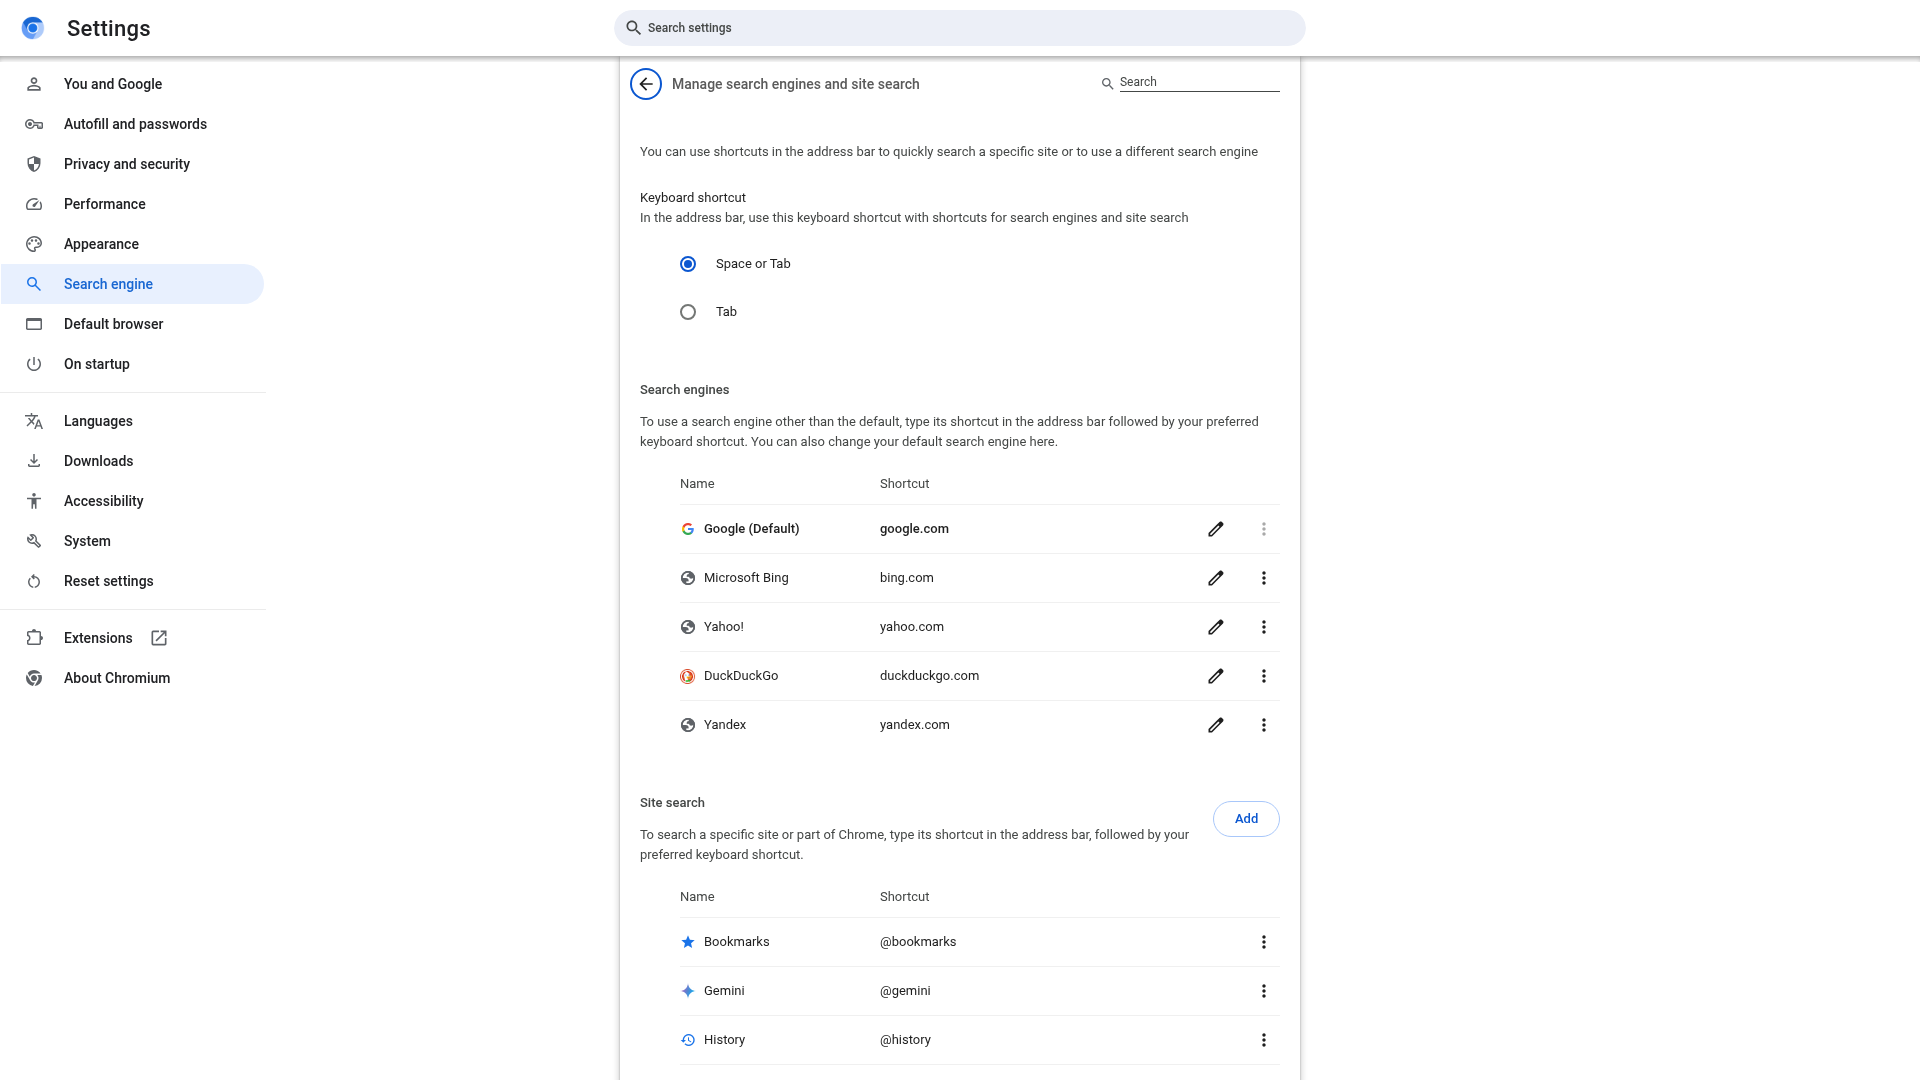 Settings
Search settings
You and Google
Autofill and passwords
Privacy and security
Performance
Appearance
Search engine
Default browser
On startup
Languages
Downloads
Accessibility
System
Reset settings
Extensions
About Chromium
Manage search engines and site search
Search
You can use shortcuts in the address bar to quickly search a specific site or to use a different search engine
Keyboard shortcut
In the address bar, use this keyboard shortcut with shortcuts for search engines and site search
Space or Tab
Tab
Search engines
To use a search engine other than the default, type its shortcut in the address bar followed by your preferred
keyboard shortcut. You can also change your default search engine here.
Name Shortcut
Google (Default) google.com
Microsoft Bing bing.com
Yahoo! yahoo.com
DuckDuckGo duckduckgo.com
Yandex yandex.com
Site search
Add
To search a specific site or part of Chrome, type its shortcut in the address bar, followed by your
preferred keyboard shortcut.
Name Shortcut
Bookmarks @bookmarks
Gemini @gemini
History @history